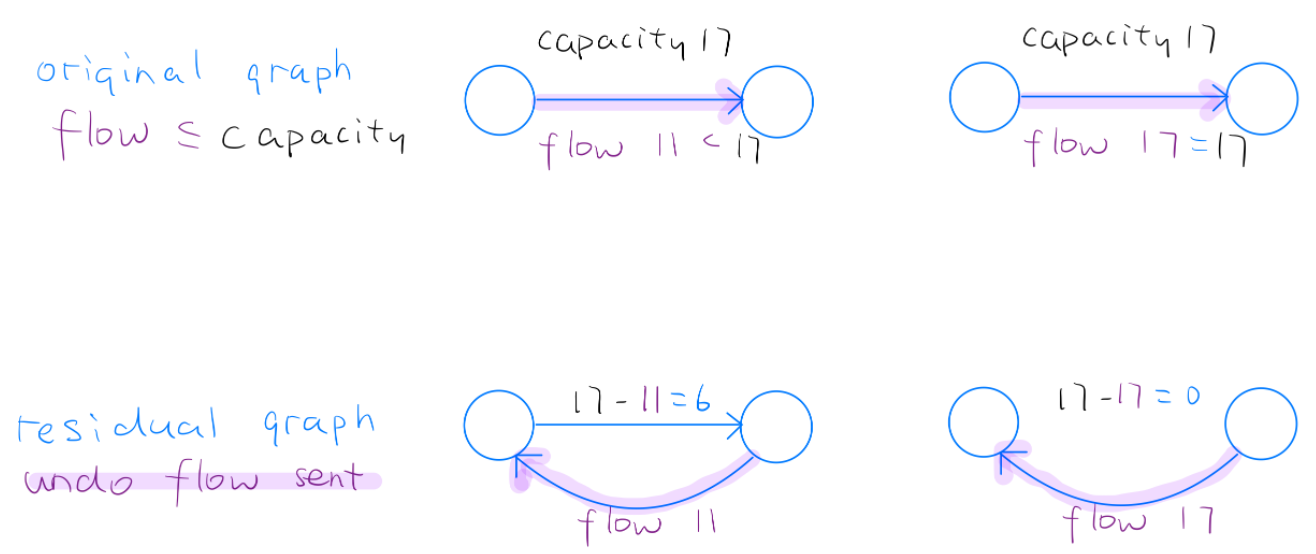 original graph
flow ≤ capacity
capacity 17
flow 11 < 17
capacity 17
flow 17 = 17
residual graph
undo flow sent
17 - 11 = 6
flow 11
17 - 17 = 0
flow 17